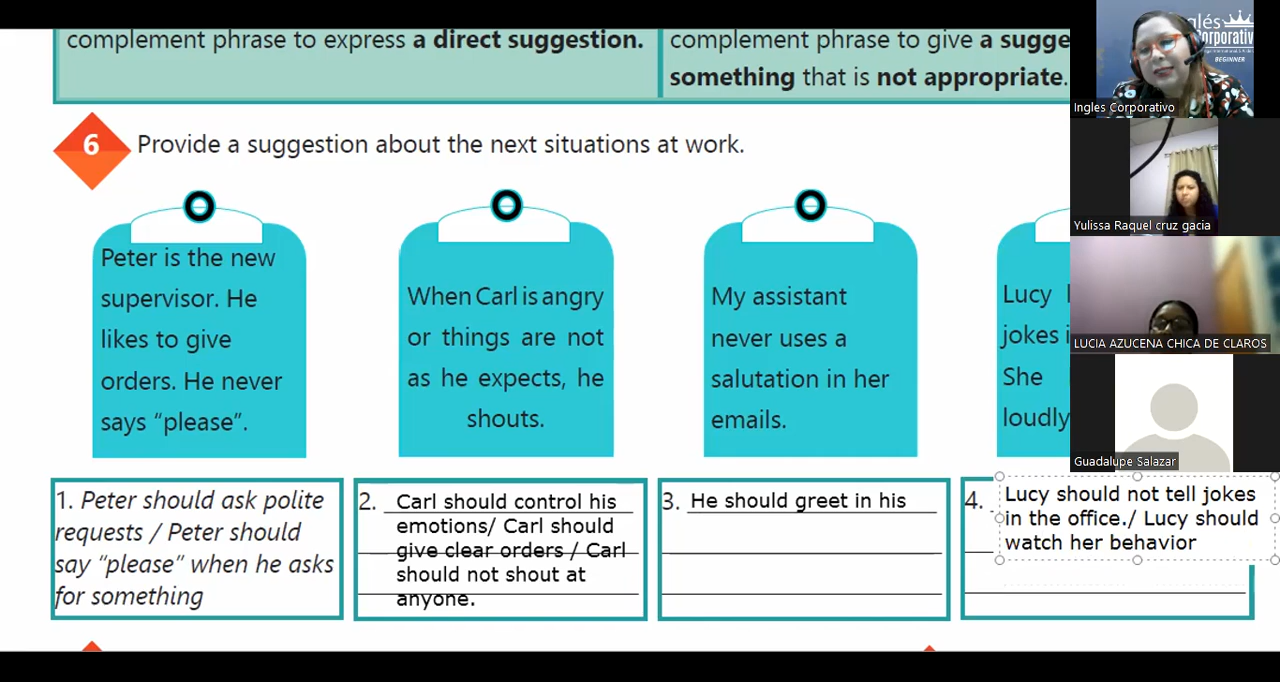 complement phrase to express a direct suggestion.
complement phrase to give a sugge
something that is not appropriate.
6
Provide a suggestion about the next situations at work.
Peter is the new
supervisor. He
likes to give
orders. He never
says “please”.
When Carl is angry
or things are not
as he expects, he
shouts.
My assistant
never uses a
salutation in her
emails.
Lucy
jokes i
She
loudly
1. Peter should ask polite
requests / Peter should
say “please” when he asks
for something
2. Carl should control his
emotions/ Carl should
give clear orders / Carl
should not shout at
anyone.
3. He should greet in his
4. Lucy should not tell jokes
in the office./ Lucy should
watch her behavior
glés
orporativ
BEGINNER
Ingles Corporativo
Yulissa Raquel cruz gacia
LUCIA AZUCENA CHICA DE CLAROS
Guadalupe Salazar